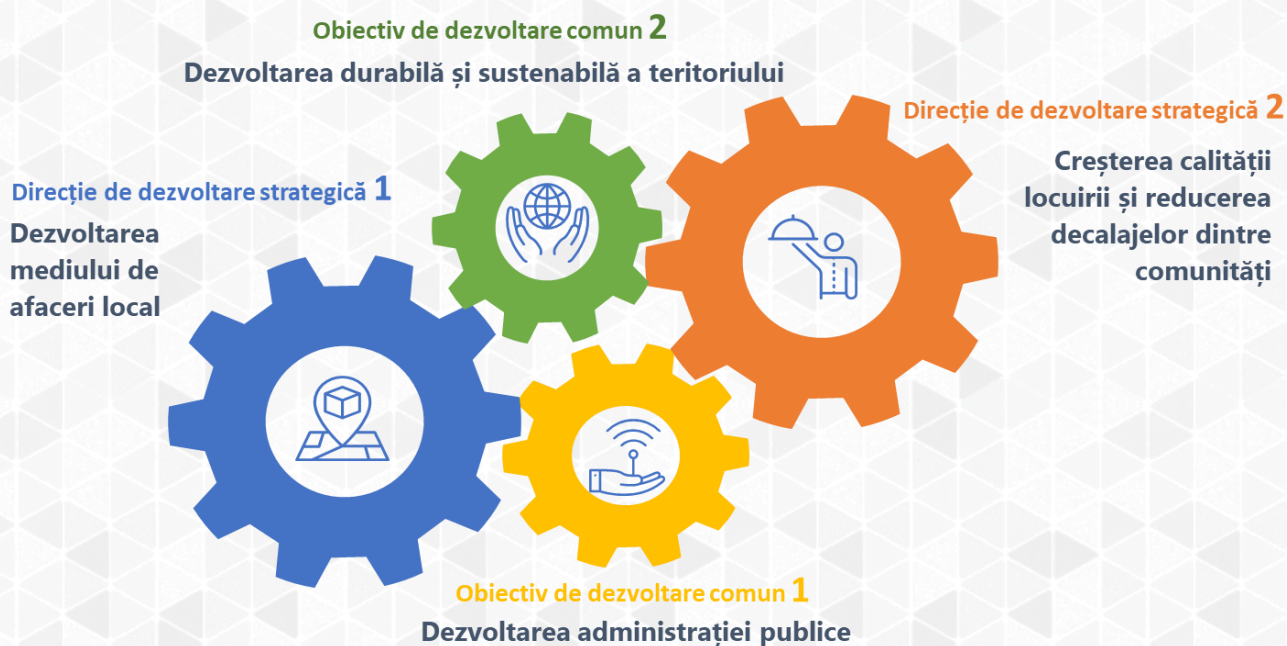 Obiectiv de dezvoltare comun 2
Dezvoltarea durabilă și sustenabilă a teritoriului
Direcție de dezvoltare strategică 2
Creșterea calității
locuirii și reducerea
decalajelor dintre
comunități
Direcție de dezvoltare strategică 1
Dezvoltarea
mediului de
afaceri local
Obiectiv de dezvoltare comun 1
Dezvoltarea administrației publice